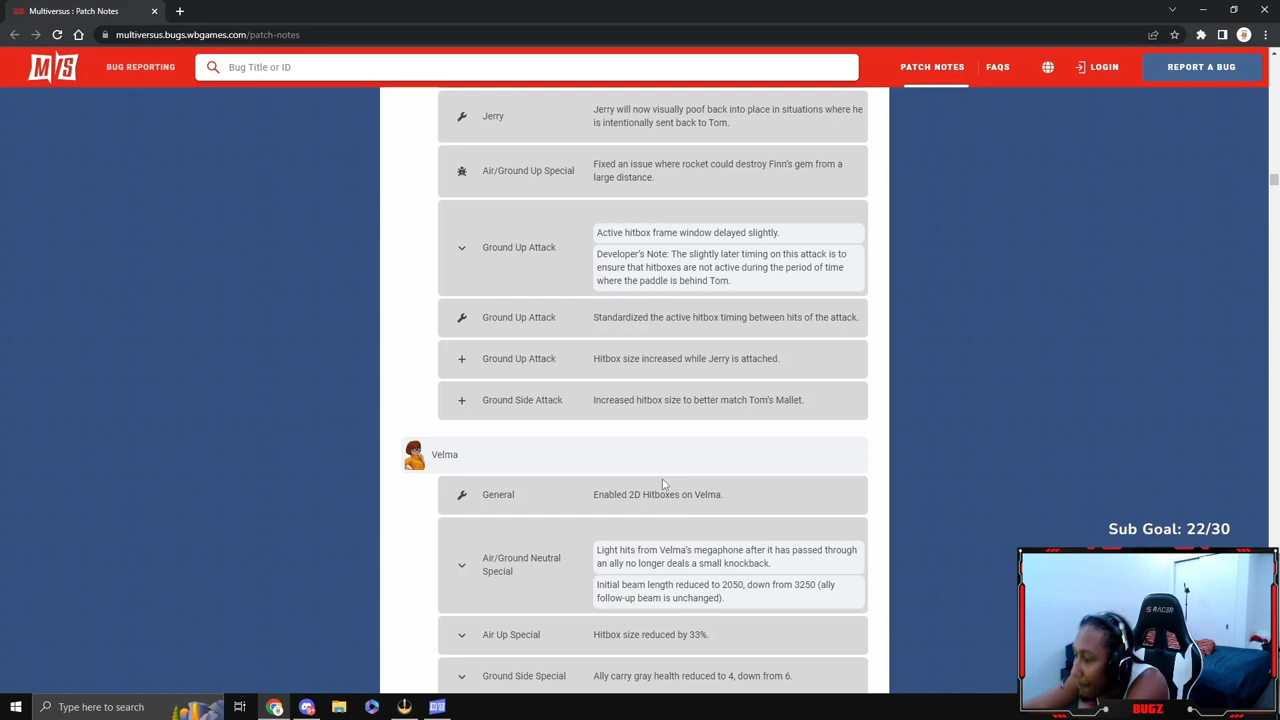 Multiversus : Patch Notes
multiversus.bugs.wbgames.com/patch-notes
M/S
BUG REPORTING
Bug Title or ID
PATCH NOTES
FAQS
LOGIN
REPORT A BUG
Jerry
Jerry will now visually poof back into place in situations where he
is intentionally sent back to Tom.
Air/Ground Up Special
Fixed an issue where rocket could destroy Finn's gem from a
large distance.
Ground Up Attack
Active hitbox frame window delayed slightly.
Developer's Note: The slightly later timing on this attack is to
ensure that hitboxes are not active during the period of time
where the paddle is behind Tom.
Ground Up Attack
Standardized the active hitbox timing between hits of the attack.
Ground Up Attack
Hitbox size increased while Jerry is attached.
Ground Side Attack
Increased hitbox size to better match Tom's Mallet.
Velma
General
Enabled 2D Hitboxes on Velma.
Air/Ground Neutral
Special
Light hits from Velma's megaphone after it has passed through
an ally no longer deals a small knockback.
Initial beam length reduced to 2050, down from 3250 (ally
follow-up beam is unchanged).
Air Up Special
Hitbox size reduced by 33%.
Ground Side Special
Ally carry gray health reduced to 4, down from 6.
Sub Goal: 22/30
S RACER
BUGZ
Type here to search